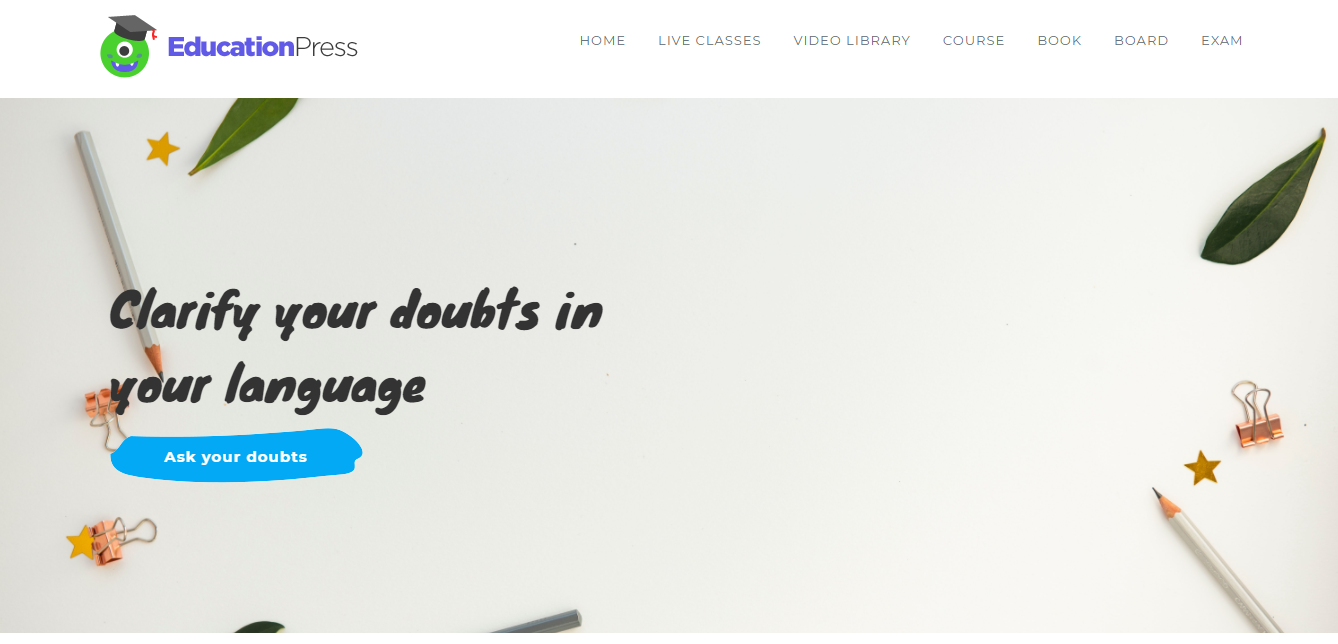 EducationPress
HOME LIVE CLASSES VIDEO LIBRARY COURSE BOOK BOARD EXAM
Clarify your doubts in
your language
Ask your doubts